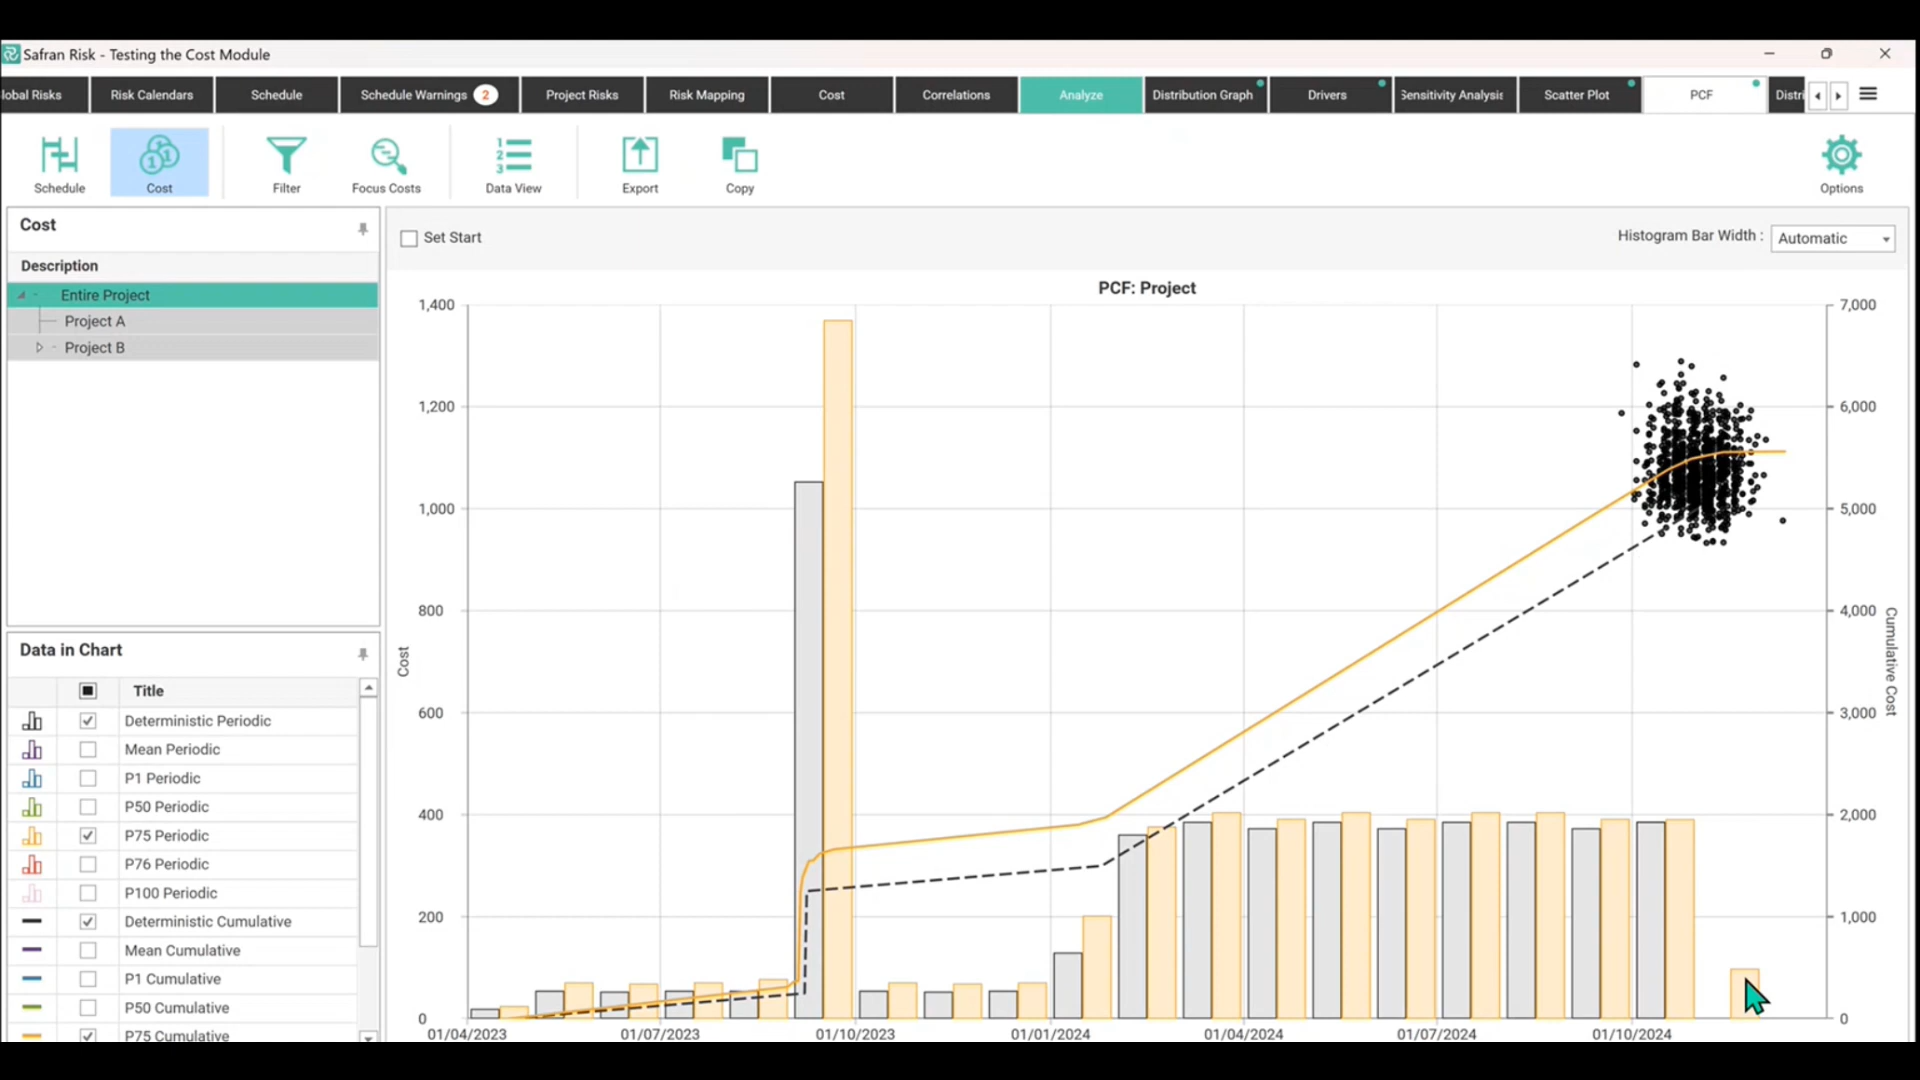 Safran Risk - Testing the Cost Module
lobal Risks
Risk Calendars
Schedule
Schedule Warnings 2
Project Risks
Risk Mapping
Cost
Correlations
Analyze
Distribution Graph
Drivers
Sensitivity Analysis
Scatter Plot
PCF
Distri
Schedule
Cost
Filter
Focus Costs
Data View
Export
Copy
Options
Cost
Description
Entire Project
Project A
Project B
Set Start
Histogram Bar Width : Automatic
PCF: Project
1,400
1,200
1,000
800
600
400
200
0
Cost
7,000
6,000
5,000
4,000
3,000
2,000
1,000
0
Cumulative Cost
01/04/2023
01/07/2023
01/10/2023
01/01/2024
01/04/2024
01/07/2024
01/10/2024
Data in Chart
Title
Deterministic Periodic
Mean Periodic
P1 Periodic
P50 Periodic
P75 Periodic
P76 Periodic
P100 Periodic
Deterministic Cumulative
Mean Cumulative
P1 Cumulative
P50 Cumulative
P75 Cumulative